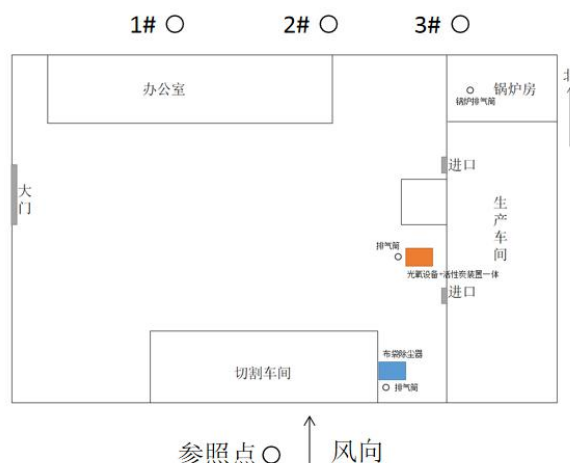 1#
2#
3#
办公室
锅炉房
锅炉排气筒
北
进口
大门
生产车间
排气筒
光氧设备+活性炭装置一体
进口
布袋除尘器
切割车间
排气筒
参照点
风向